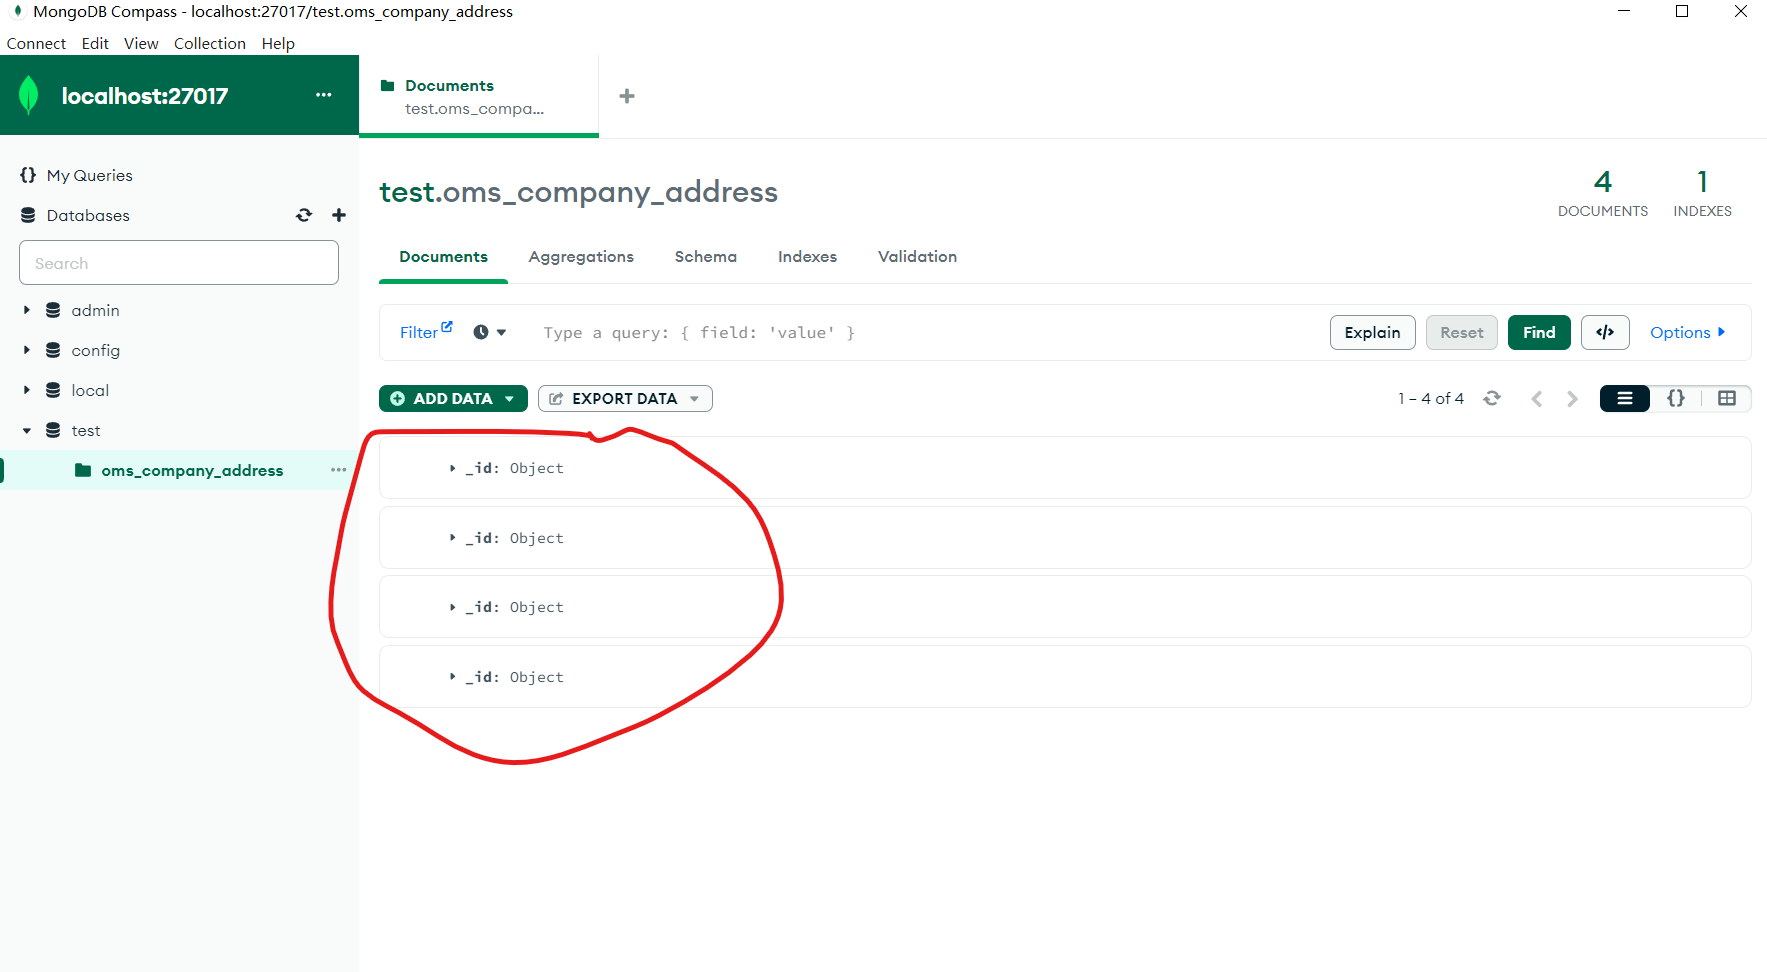 MongoDB Compass - localhost:27017/test.oms_company_address
Connect Edit View Collection Help
localhost:27017
Documents
test.oms_compa...
My Queries
Databases
Search
admin
config
local
test
oms_company_address
test.oms_company_address
4
DOCUMENTS
1
INDEXES
Documents Aggregations Schema Indexes Validation
Filter Type a query: { field: 'value' } Explain Reset Find </> Options
ADD DATA EXPORT DATA 1 – 4 of 4 {}
_id: Object
_id: Object
_id: Object
_id: Object